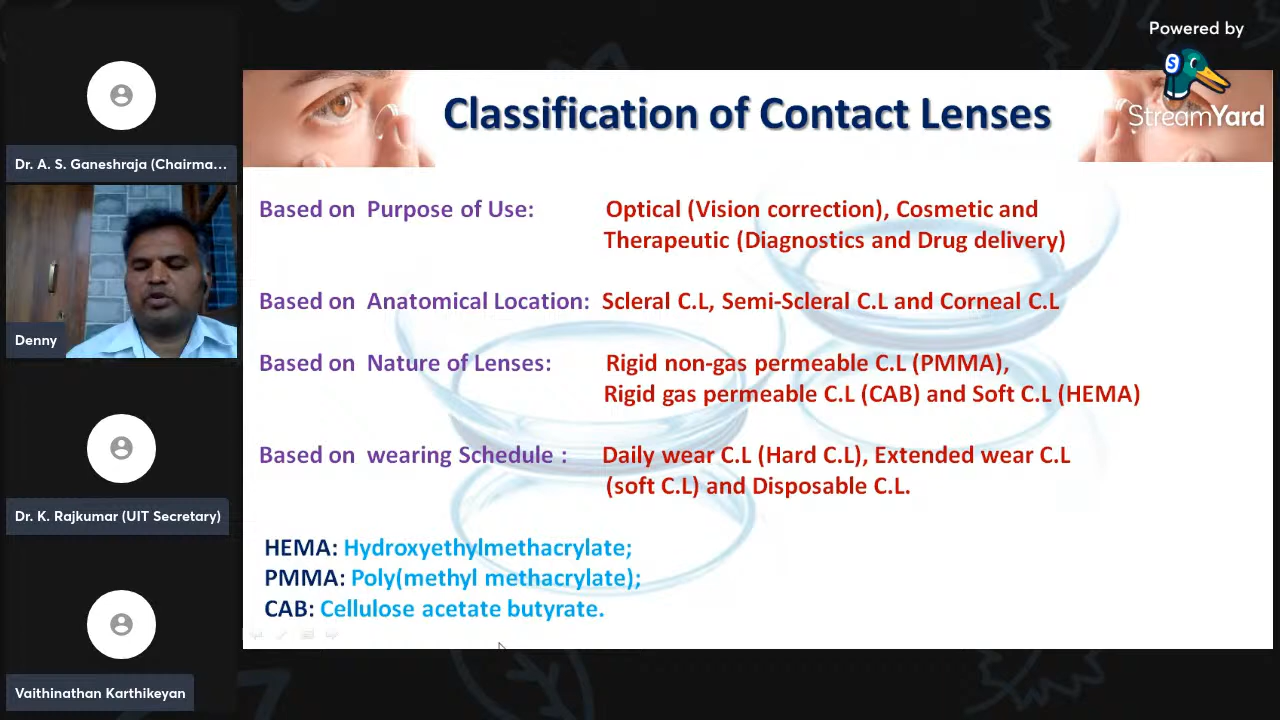 Powered by
StreamYard
Dr. A. S. Ganeshraja (Chairma...
Denny
Dr. K. Rajkumar (UIT Secretary)
Vaithinathan Karthikeyan
Classification of Contact Lenses
Based on Purpose of Use: Optical (Vision correction), Cosmetic and
Therapeutic (Diagnostics and Drug delivery)
Based on Anatomical Location: Scleral C.L, Semi-Scleral C.L and Corneal C.L
Based on Nature of Lenses: Rigid non-gas permeable C.L (PMMA),
Rigid gas permeable C.L (CAB) and Soft C.L (HEMA)
Based on wearing Schedule : Daily wear C.L (Hard C.L), Extended wear C.L
(soft C.L) and Disposable C.L.
HEMA: Hydroxyethylmethacrylate;
PMMA: Poly(methyl methacrylate);
CAB: Cellulose acetate butyrate.